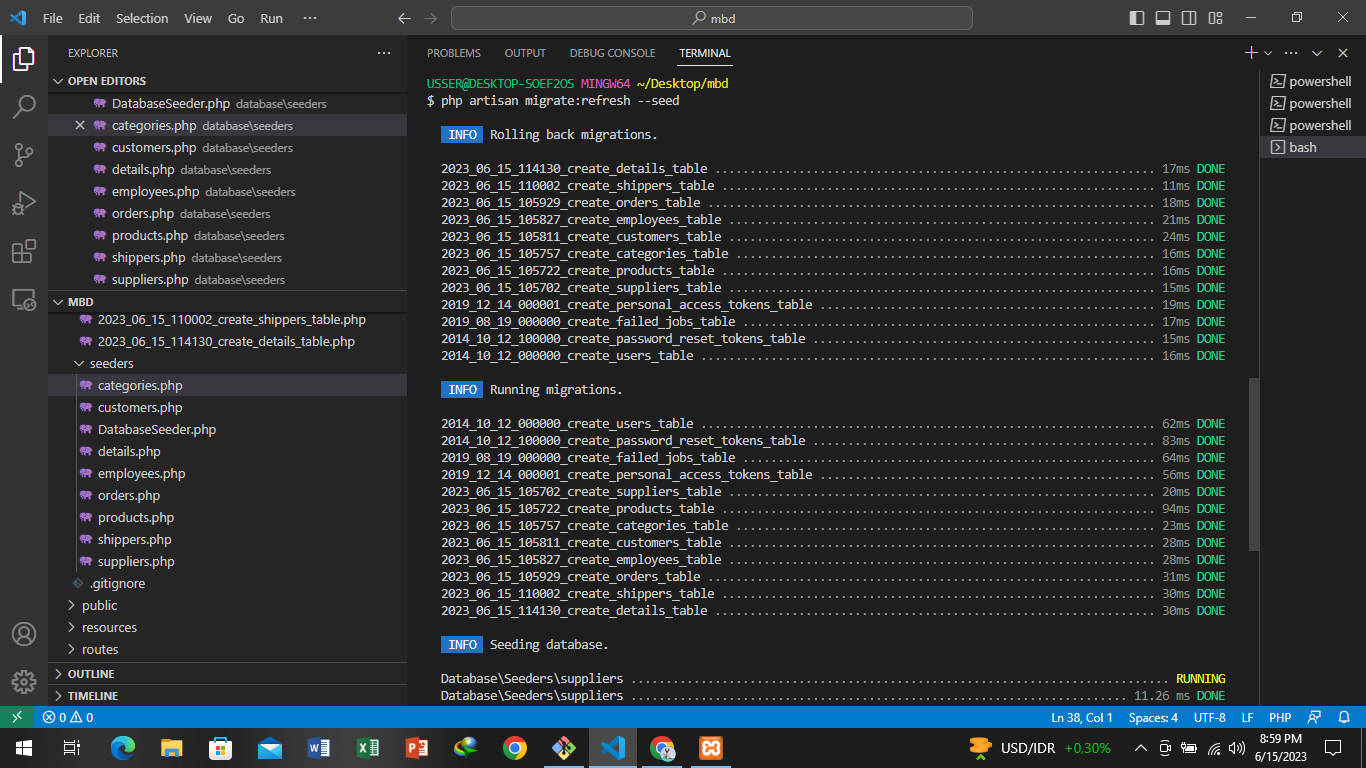 File Edit Selection View Go Run ··· mbd
EXPLORER ···
OPEN EDITORS
DatabaseSeeder.php database\seeders
categories.php database\seeders
customers.php database\seeders
details.php database\seeders
employees.php database\seeders
orders.php database\seeders
products.php database\seeders
shippers.php database\seeders
suppliers.php database\seeders
MBD
2023_06_15_110002_create_shippers_table.php
2023_06_15_114130_create_details_table.php
seeders
categories.php
customers.php
DatabaseSeeder.php
details.php
employees.php
orders.php
products.php
shippers.php
suppliers.php
.gitignore
public
resources
routes
OUTLINE
TIMELINE
PROBLEMS OUTPUT DEBUG CONSOLE TERMINAL
USSER@DESKTOP-SOEF2OS MINGW64 ~/Desktop/mbd
$ php artisan migrate:refresh --seed
INFO Rolling back migrations.
2023_06_15_114130_create_details_table ............ 17ms DONE
2023_06_15_110002_create_shippers_table ............ 11ms DONE
2023_06_15_105929_create_orders_table ............ 18ms DONE
2023_06_15_105827_create_employees_table ............ 21ms DONE
2023_06_15_105811_create_customers_table ............ 24ms DONE
2023_06_15_105757_create_categories_table ............ 16ms DONE
2023_06_15_105722_create_products_table ............ 16ms DONE
2023_06_15_105702_create_suppliers_table ............ 15ms DONE
2019_12_14_000001_create_personal_access_tokens_table ............ 19ms DONE
2019_08_19_000000_create_failed_jobs_table ............ 17ms DONE
2014_10_12_100000_create_password_reset_tokens_table ............ 15ms DONE
2014_10_12_000000_create_users_table ............ 16ms DONE
INFO Running migrations.
2014_10_12_000000_create_users_table ............ 62ms DONE
2014_10_12_100000_create_password_reset_tokens_table ............ 83ms DONE
2019_08_19_000000_create_failed_jobs_table ............ 64ms DONE
2019_12_14_000001_create_personal_access_tokens_table ............ 56ms DONE
2023_06_15_105702_create_suppliers_table ............ 20ms DONE
2023_06_15_105722_create_products_table ............ 94ms DONE
2023_06_15_105757_create_categories_table ............ 23ms DONE
2023_06_15_105811_create_customers_table ............ 28ms DONE
2023_06_15_105827_create_employees_table ............ 28ms DONE
2023_06_15_105929_create_orders_table ............ 31ms DONE
2023_06_15_110002_create_shippers_table ............ 30ms DONE
2023_06_15_114130_create_details_table ............ 30ms DONE
INFO Seeding database.
Database\Seeders\suppliers ............ RUNNING
Database\Seeders\suppliers ............ 11.26 ms DONE
powershell
powershell
powershell
bash
0 0 Ln 38, Col 1 Spaces: 4 UTF-8 LF PHP
USD/IDR +0,30%
8:59 PM
6/15/2023